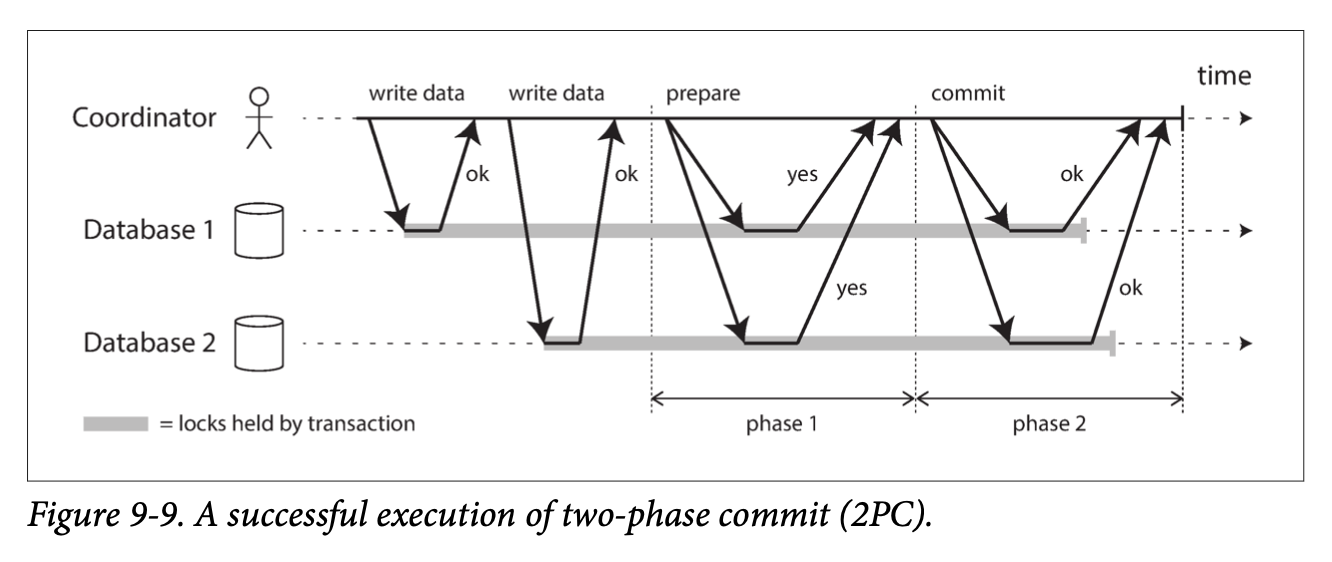 time
write data write data prepare commit
Coordinator
ok ok yes ok
Database 1
yes ok
Database 2
= locks held by transaction phase 1 phase 2
Figure 9-9. A successful execution of two-phase commit (2PC).